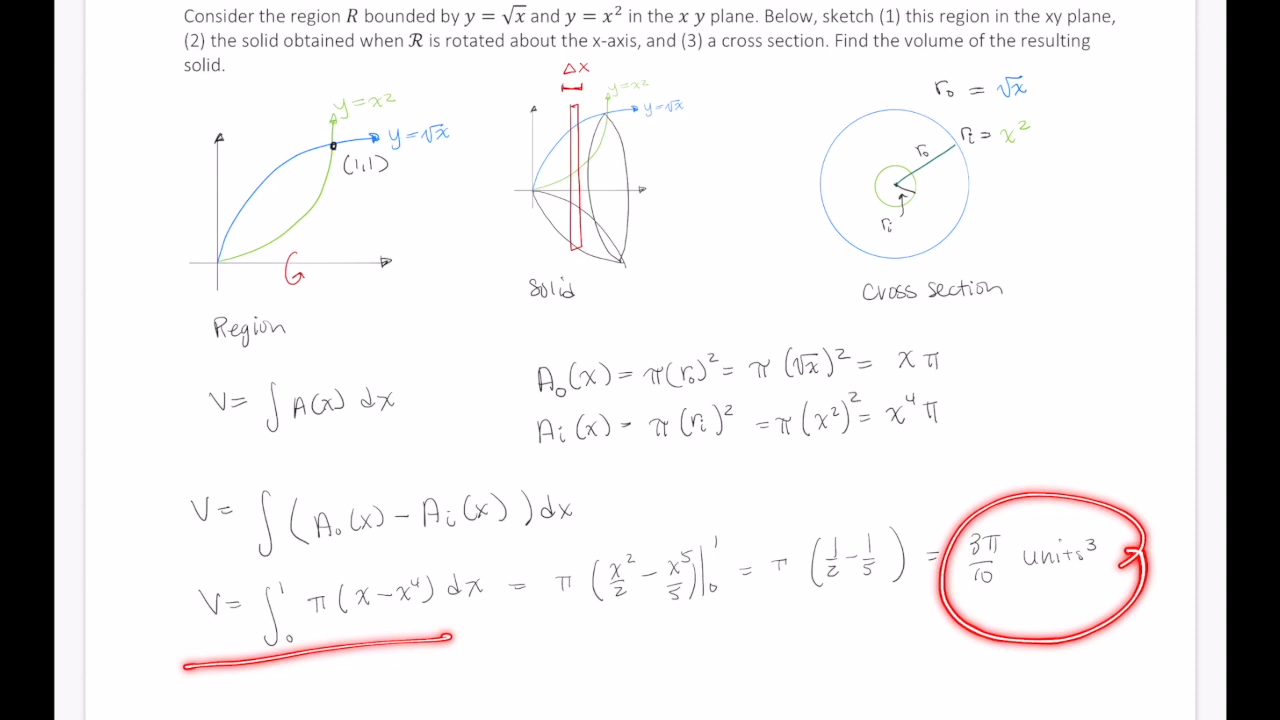 Consider the region R bounded by y = √x and y = x² in the x y plane. Below, sketch (1) this region in the xy plane,
(2) the solid obtained when ℛ is rotated about the x-axis, and (3) a cross section. Find the volume of the resulting
solid.
y = x²
y = √x
(1,1)
Region
Δx
y = x²
y = √x
Solid
r₀ = √x
rᵢ = x²
r₀
rᵢ
Cross section
V = ∫ A(x) dx
A₀(x) = π(r₀)² = π(√x)² = xπ
Aᵢ(x) = π(rᵢ)² = π(x²)² = x⁴π
V = ∫ (A₀(x) − Aᵢ(x)) dx
V = ∫₀¹ π(x − x⁴) dx = π(x²/2 − x⁵/5)|₀¹ = π(1/2 − 1/5) = 3π/10 units³